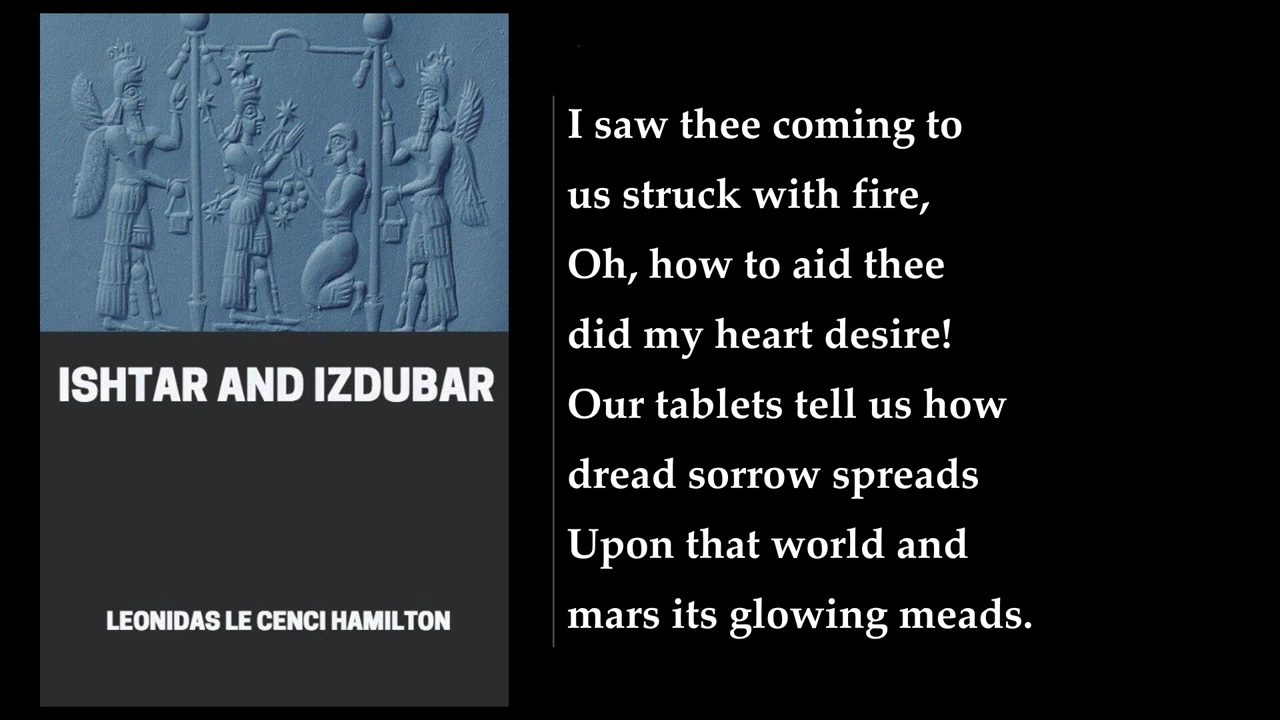 ISHTAR AND IZDUBAR
LEONIDAS LE CENCI HAMILTON
I saw thee coming to
us struck with fire,
Oh, how to aid thee
did my heart desire!
Our tablets tell us how
dread sorrow spreads
Upon that world and
mars its glowing meads.